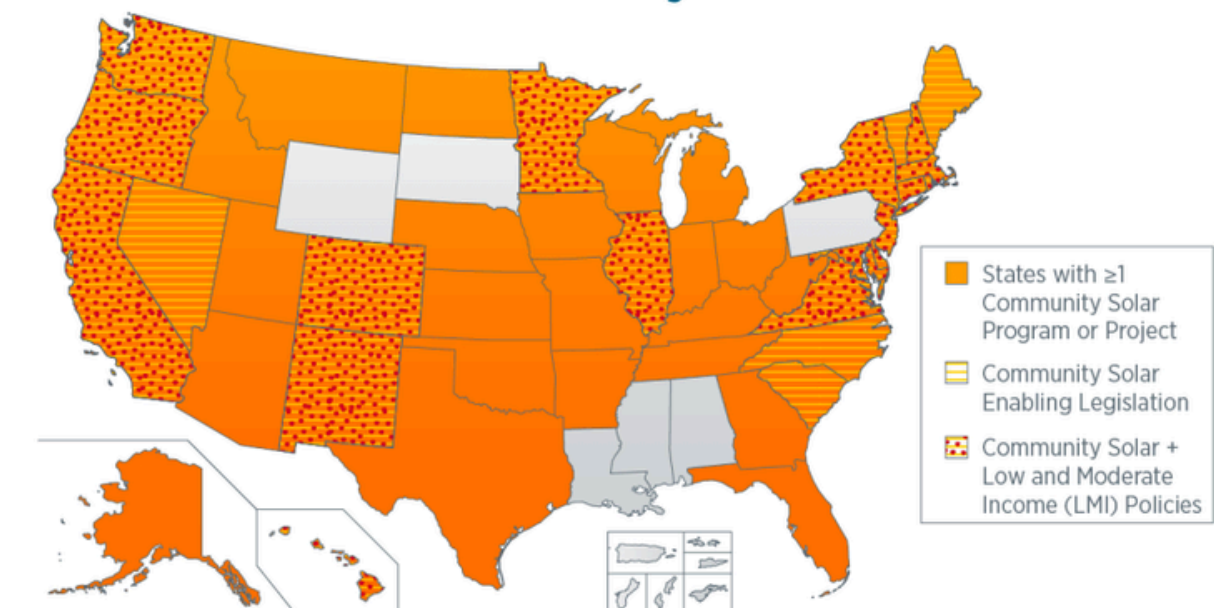 States with ≥1
Community Solar
Program or Project
Community Solar
Enabling Legislation
Community Solar +
Low and Moderate
Income (LMI) Policies